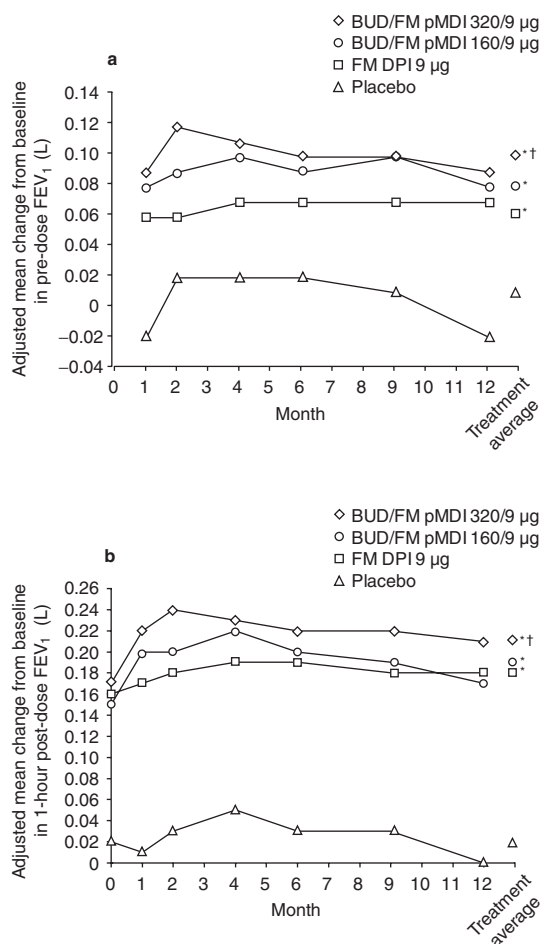 BUD/FM pMDI 320/9 µg
BUD/FM pMDI 160/9 µg
FM DPI 9 µg
Placebo
a
Adjusted mean change from baseline
in pre-dose FEV₁ (L)
0.14
0.12
0.10
0.08
0.06
0.04
0.02
0
−0.02
−0.04
*†
*
*
0 1 2 3 4 5 6 7 8 9 10 11 12
Month
Treatment
average
BUD/FM pMDI 320/9 µg
BUD/FM pMDI 160/9 µg
FM DPI 9 µg
Placebo
b
Adjusted mean change from baseline
in 1-hour post-dose FEV₁ (L)
0.26
0.24
0.22
0.20
0.18
0.16
0.14
0.12
0.10
0.08
0.06
0.04
0.02
0
*†
*
*
0 1 2 3 4 5 6 7 8 9 10 11 12
Month
Treatment
average